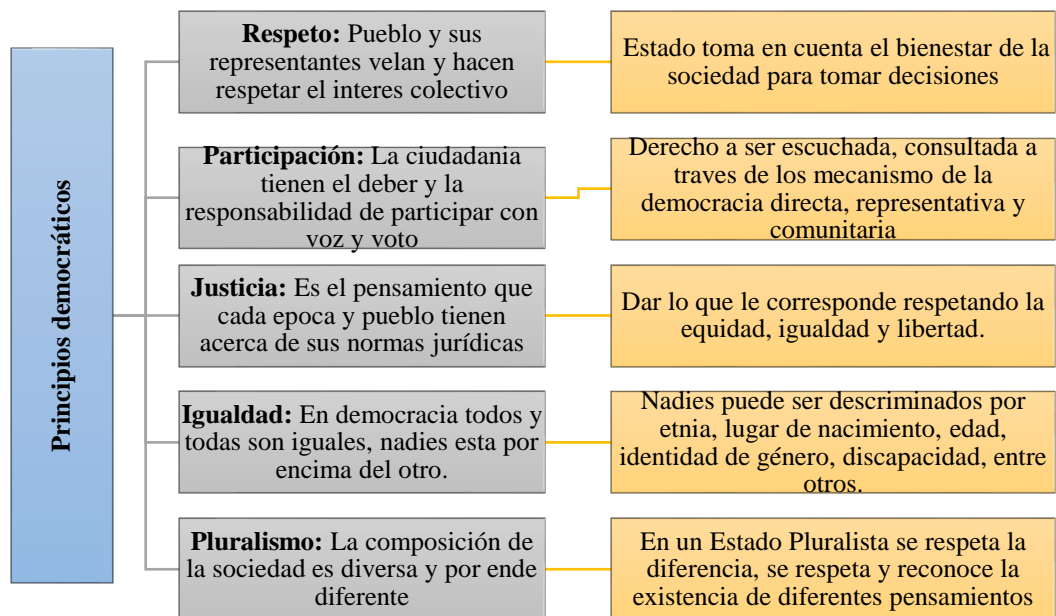 Principios democráticos
Respeto: Pueblo y sus
representantes velan y hacen
respetar el interes colectivo
Estado toma en cuenta el bienestar de la
sociedad para tomar decisiones
Participación: La ciudadania
tienen el deber y la
responsabilidad de participar con
voz y voto
Derecho a ser escuchada, consultada a
traves de los mecanismo de la
democracia directa, representativa y
comunitaria
Justicia: Es el pensamiento que
cada epoca y pueblo tienen
acerca de sus normas jurídicas
Dar lo que le corresponde respetando la
equidad, igualdad y libertad.
Igualdad: En democracia todos y
todas son iguales, nadies esta por
encima del otro.
Nadies puede ser descriminados por
etnia, lugar de nacimiento, edad,
identidad de género, discapacidad, entre
otros.
Pluralismo: La composición de
la sociedad es diversa y por ende
diferente
En un Estado Pluralista se respeta la
diferencia, se respeta y reconoce la
existencia de diferentes pensamientos